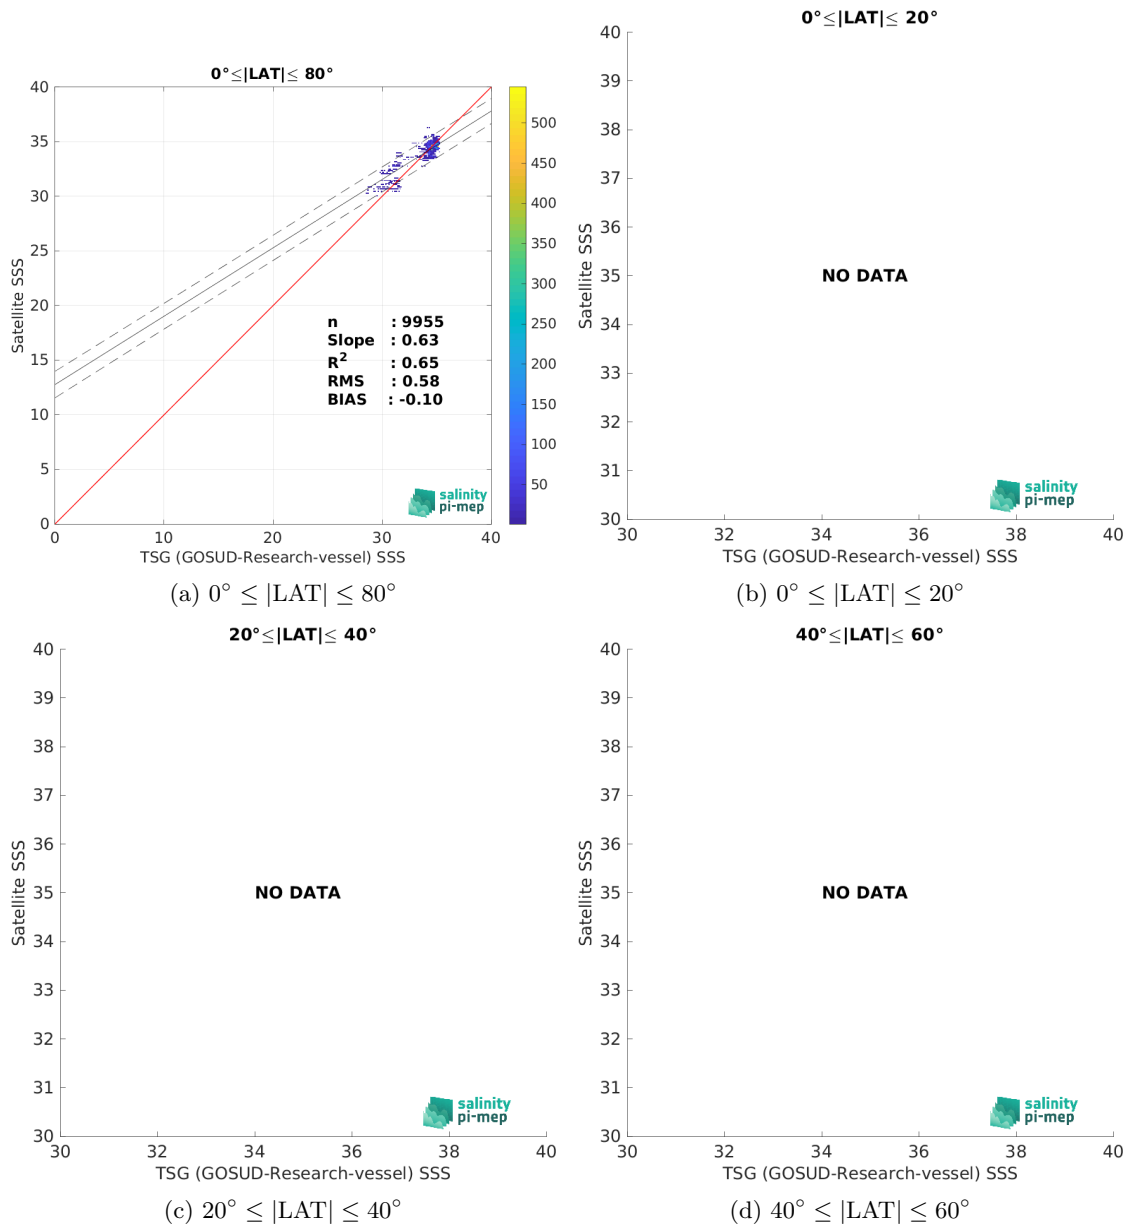 0°≤|LAT|≤ 80°
40
35
30
25
20
15
10
5
0
Satellite SSS
0
10
20
30
40
TSG (GOSUD-Research-vessel) SSS
n : 9955
Slope : 0.63
R² : 0.65
RMS : 0.58
BIAS : -0.10
salinity
pi-mep
500
450
400
350
300
250
200
150
100
50
(a) 0° ≤ |LAT| ≤ 80°
0°≤|LAT|≤ 20°
40
39
38
37
36
35
34
33
32
31
30
Satellite SSS
NO DATA
salinity
pi-mep
30
32
34
36
38
40
TSG (GOSUD-Research-vessel) SSS
(b) 0° ≤ |LAT| ≤ 20°
20°≤|LAT|≤ 40°
40
39
38
37
36
35
34
33
32
31
30
Satellite SSS
NO DATA
salinity
pi-mep
30
32
34
36
38
40
TSG (GOSUD-Research-vessel) SSS
(c) 20° ≤ |LAT| ≤ 40°
40°≤|LAT|≤ 60°
40
39
38
37
36
35
34
33
32
31
30
Satellite SSS
NO DATA
salinity
pi-mep
30
32
34
36
38
40
TSG (GOSUD-Research-vessel) SSS
(d) 40° ≤ |LAT| ≤ 60°